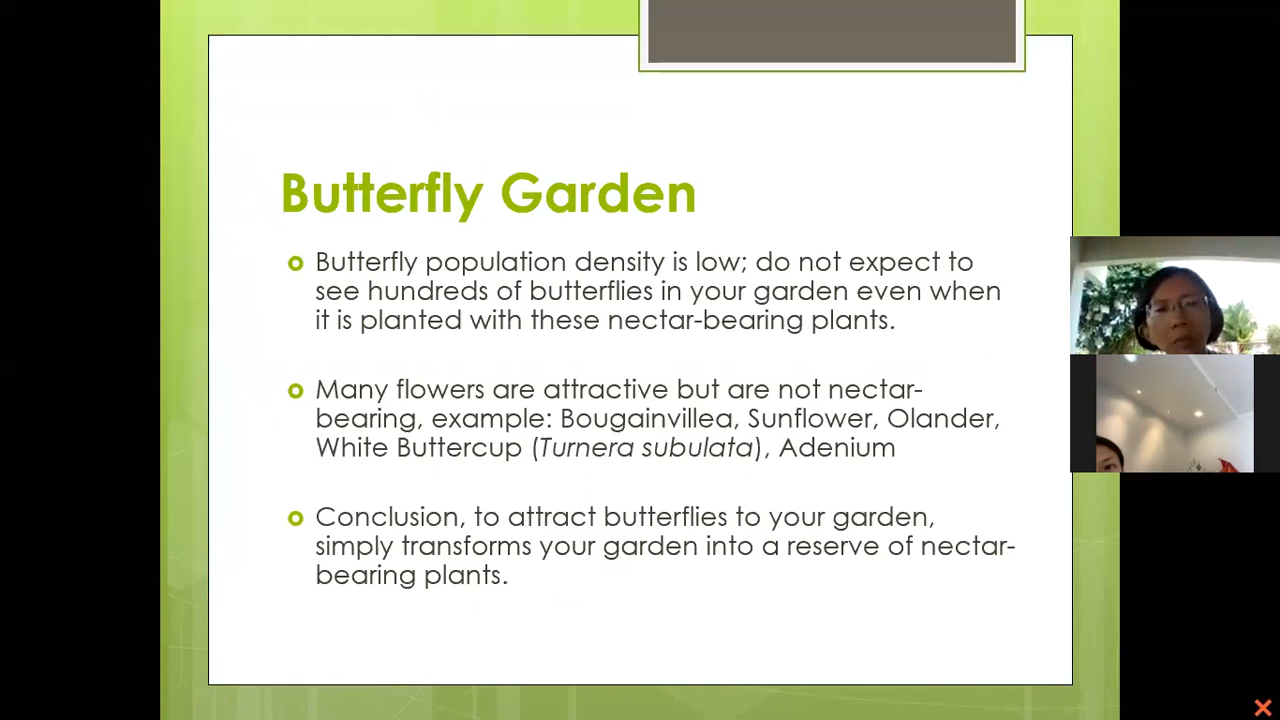 Butterfly Garden
Butterfly population density is low; do not expect to
see hundreds of butterflies in your garden even when
it is planted with these nectar-bearing plants.
Many flowers are attractive but are not nectar-
bearing, example: Bougainvillea, Sunflower, Olander,
White Buttercup (Turnera subulata), Adenium
Conclusion, to attract butterflies to your garden,
simply transforms your garden into a reserve of nectar-
bearing plants.